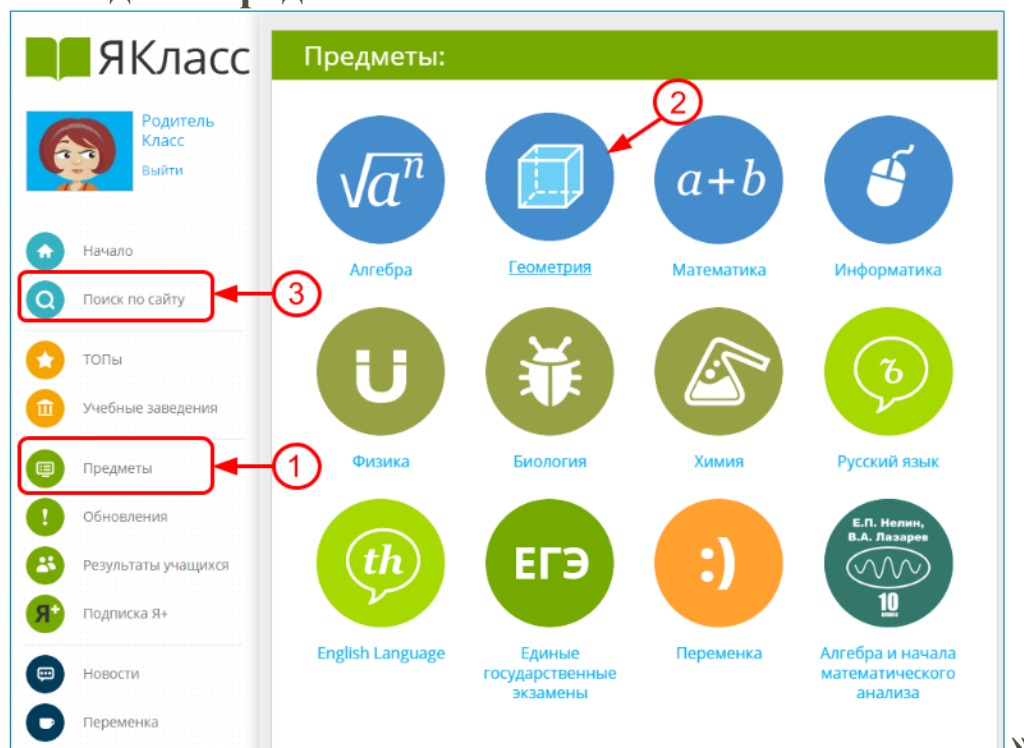 ЯКласс
Родитель
Класс
Выйти
Начало
Поиск по сайту
ТОПы
Учебные заведения
Предметы
Обновления
Результаты учащихся
Я+
Подписка Я+
Новости
Переменка
Предметы:
1
2
3
√aⁿ
Алгебра
Геометрия
a+b
Математика
Информатика
Физика
Биология
Химия
ъ
Русский язык
th
English Language
ЕГЭ
Единые
государственные
экзамены
:)
Переменка
Е.П. Нелин,
В.А. Лазарев
10
класс
Алгебра и начала
математического
анализа
»